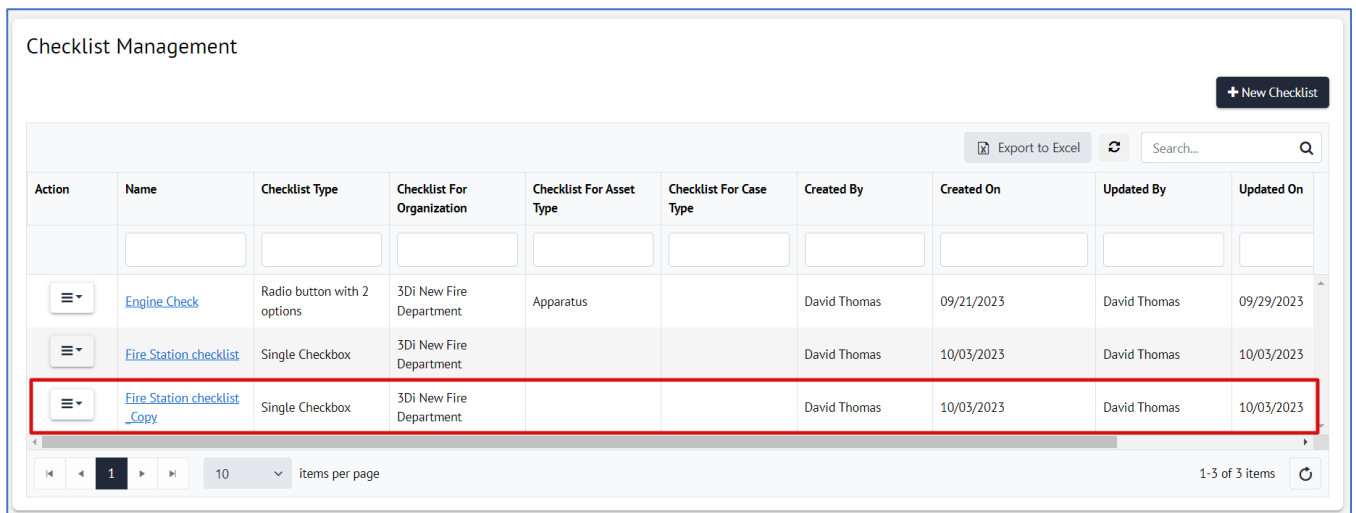 Checklist Management
New Checklist
Export to Excel
Search...
Action Name Checklist Type Checklist For Organization Checklist For Asset Type Checklist For Case Type Created By Created On Updated By Updated On
Engine Check Radio button with 2 options 3Di New Fire Department Apparatus David Thomas 09/21/2023 David Thomas 09/29/2023
Fire Station checklist Single Checkbox 3Di New Fire Department David Thomas 10/03/2023 David Thomas 10/03/2023
Fire Station checklist _Copy Single Checkbox 3Di New Fire Department David Thomas 10/03/2023 David Thomas 10/03/2023
1 10 items per page 1-3 of 3 items